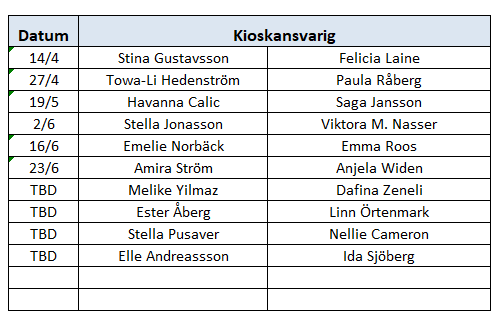 Datum Kioskansvarig
14/4 Stina Gustavsson Felicia Laine
27/4 Towa-Li Hedenström Paula Råberg
19/5 Havanna Calic Saga Jansson
2/6 Stella Jonasson Viktora M. Nasser
16/6 Emelie Norbäck Emma Roos
23/6 Amira Ström Anjela Widen
TBD Melike Yilmaz Dafina Zeneli
TBD Ester Åberg Linn Örtenmark
TBD Stella Pusaver Nellie Cameron
TBD Elle Andreassson Ida Sjöberg